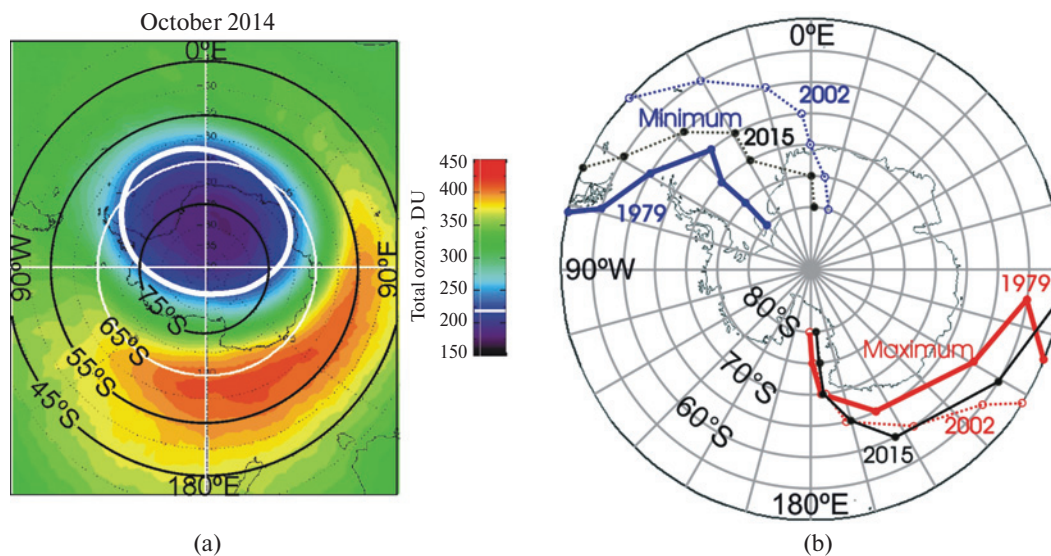 October 2014
0ºE
90ºW
90ºE
75ºS
65ºS
55ºS
45ºS
180ºE
Total ozone, DU
450
400
350
300
250
200
150
(a)
0ºE
2002
Minimum
2015
1979
90ºW
80ºS
70ºS
60ºS
1979
Maximum
2002
2015
180ºE
(b)